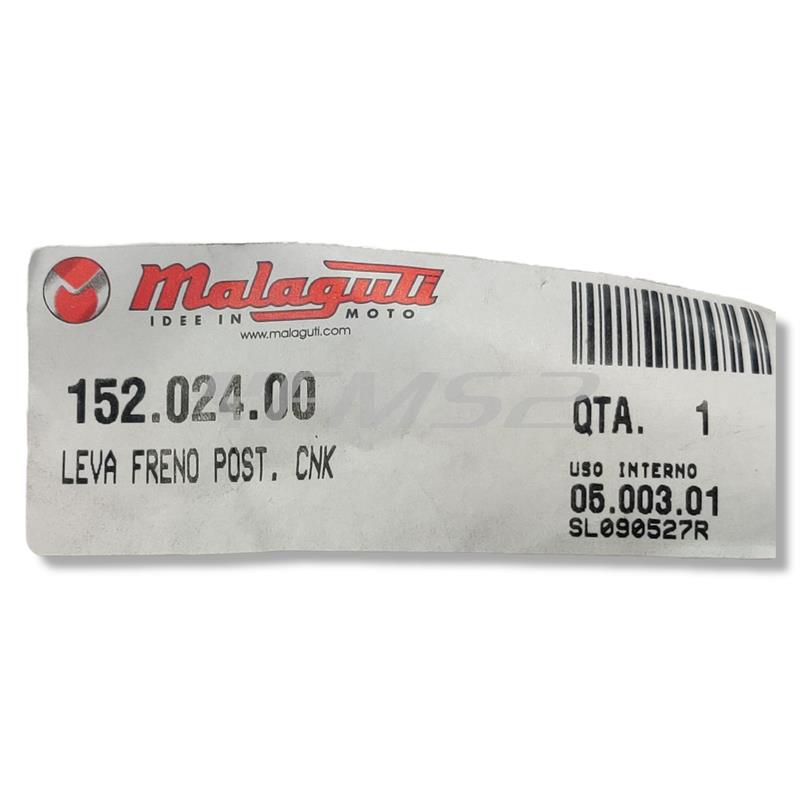 Malaguti
IDEE IN MOTO
www.malaguti.com
152.024.00
LEVA FRENO POST. CNK
QTA. 1
USO INTERNO
05.003.01
SL090527R